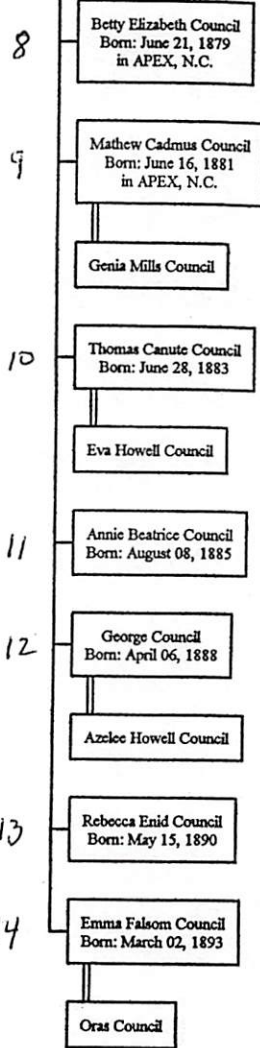 8
Betty Elizabeth Council
Born: June 21, 1879
in APEX, N.C.
9
Mathew Cadmus Council
Born: June 16, 1881
in APEX, N.C.
Genia Mills Council
10
Thomas Canute Council
Born: June 28, 1883
Eva Howell Council
11
Annie Beatrice Council
Born: August 08, 1885
12
George Council
Born: April 06, 1888
Azelee Howell Council
13
Rebecca Enid Council
Born: May 15, 1890
4
Emma Falsom Council
Born: March 02, 1893
Oras Council